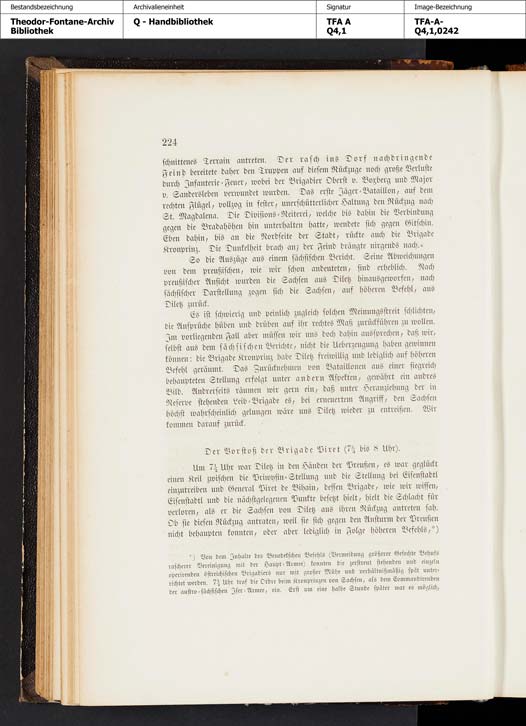 Bestandsbezeichnung
Theodor-Fontane-Archiv
Bibliothek
Archivalieneinheit
Q - Handbibliothek
Signatur
TFA A
Q4,1
Image-Bezeichnung
TFA-A-
Q4,1,0242
224
schnittenes Terrain antreten. Der rasch ins Dorf nachdringende
Feind bereitete daher den Truppen auf diesem Rückzuge noch große Verluste
durch Infanterie-Feuer, wobei der Brigadier Oberst v. Boxberg und Major
v. Sandersleben verwundet wurden. Das erste Jäger-Bataillon, auf dem
rechten Flügel, vollzog in fester, unerschütterlicher Haltung den Rückzug nach
St. Magdalena. Die Divisions-Reiterei, welche bis dahin die Verbindung
gegen die Bradahöhen hin unterhalten hatte, wendete sich gegen Gitschin.
Eben dahin, bis an die Nordseite der Stadt, rückte auch die Brigade
Kronprinz. Die Dunkelheit brach an; der Feind drängte nirgends nach.«
So die Auszüge aus einem sächsischen Bericht. Seine Abweichungen
von dem preußischen, wie wir schon andeuteten, sind erheblich. Nach
preußischer Ansicht wurden die Sachsen aus Diletz hinausgeworfen, nach
sächsischer Darstellung zogen sich die Sachsen, auf höheren Befehl, aus
Diletz zurück.
Es ist schwierig und peinlich zugleich solchen Meinungsstreit schlichten,
die Ansprüche hüben und drüben auf ihr rechtes Maß zurückführen zu wollen.
Im vorliegenden Fall aber müssen wir uns doch dahin aussprechen, daß wir,
selbst aus dem sächsischen Berichte, nicht die Ueberzeugung haben gewinnen
können: die Brigade Kronprinz habe Diletz freiwillig und lediglich auf höheren
Befehl geräumt. Das Zurücknehmen von Bataillonen aus einer siegreich
behaupteten Stellung erfolgt unter andern Aspekten, gewährt ein andres
Bild. Andrerseits räumen wir gern ein, daß unter Heranziehung der in
Reserve stehenden Leib-Brigade es, bei erneuertem Angriff, den Sachsen
höchst wahrscheinlich gelungen wäre uns Diletz wieder zu entreißen. Wir
kommen darauf zurück.
Der Vorstoß der Brigade Piret (7½ bis 8 Uhr).
Um 7½ Uhr war Diletz in den Händen der Preußen, es war geglückt
einen Keil zwischen die Priwysin-Stellung und die Stellung bei Eisenstadtl
einzutreiben und General Piret de Bihain, dessen Brigade, wie wir wissen,
Eisenstadtl und die nächstgelegenen Punkte besetzt hielt, hielt die Schlacht für
verloren, als er die Sachsen von Diletz aus ihren Rückzug antreten sah.
Ob sie diesen Rückzug antraten, weil sie sich gegen den Ansturm der Preußen
nicht behaupten konnten, oder aber lediglich in Folge höheren Befehls,*)
*) Von dem Inhalte des Benedekschen Befehls (Vermeidung größerer Gefechte Behufs
rascherer Vereinigung mit der Haupt-Armee) konnten die zerstreut stehenden und einzeln
operirenden östreichischen Brigadiers nur mit großer Mühe und verhältnißmäßig spät unter-
richtet werden. 7½ Uhr traf die Ordre beim Kronprinzen von Sachsen, als dem Commandirenden
der austro-sächsischen Iser-Armee, ein. Erst um eine halbe Stunde später war es möglich,